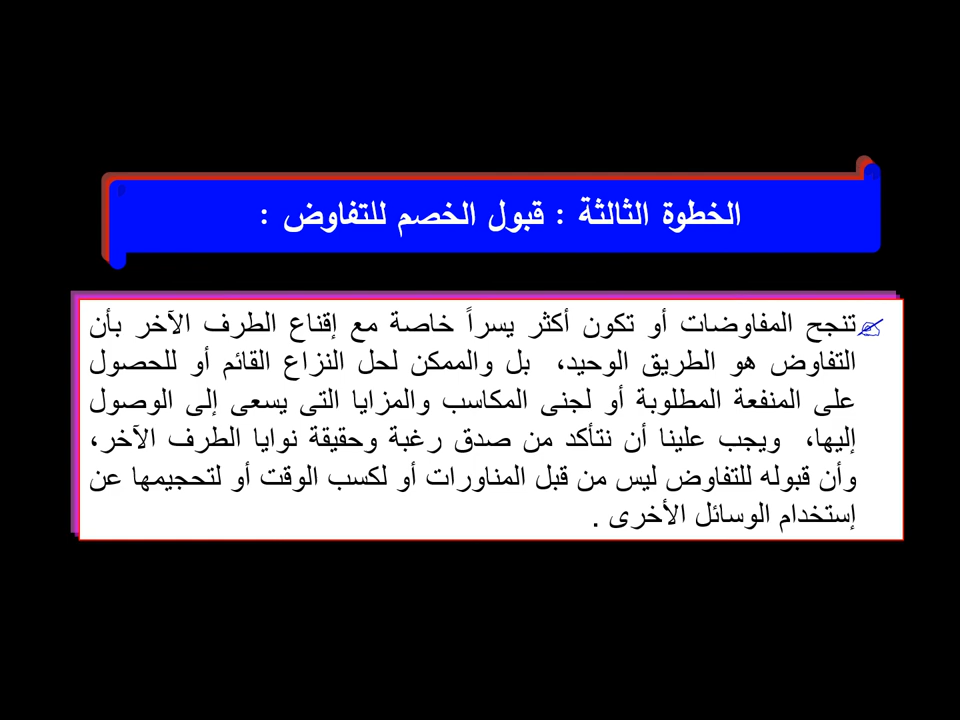 الخطوة الثالثة : قبول الخصم للتفاوض :
تنجح المفاوضات أو تكون أكثر يسراً خاصة مع إقناع الطرف الآخر بأن
التفاوض هو الطريق الوحيد، بل والممكن لحل النزاع القائم أو للحصول
على المنفعة المطلوبة أو لجنى المكاسب والمزايا التى يسعى إلى الوصول
إليها، ويجب علينا أن نتأكد من صدق رغبة وحقيقة نوايا الطرف الآخر،
وأن قبوله للتفاوض ليس من قبل المناورات أو لكسب الوقت أو لتحجيمها عن
إستخدام الوسائل الأخرى .